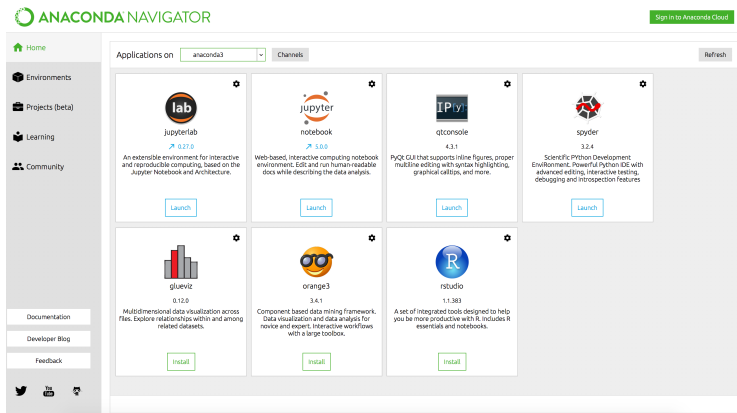 ANACONDA NAVIGATOR
Sign in to Anaconda Cloud
Home
Environments
Projects (beta)
Learning
Community
Documentation
Developer Blog
Feedback
You
Tube
Applications on
anaconda3
Channels
Refresh
lab
jupyterlab
0.27.0
An extensible environment for interactive
and reproducible computing, based on the
Jupyter Notebook and Architecture.
Launch
jupyter
notebook
5.0.0
Web-based, interactive computing notebook
environment. Edit and run human-readable
docs while describing the data analysis.
Launch
IP[y]:
qtconsole
4.3.1
PyQt GUI that supports inline figures, proper
multiline editing with syntax highlighting,
graphical calltips, and more.
Launch
spyder
3.2.4
Scientific PYthon Development
EnviRonment. Powerful Python IDE with
advanced editing, interactive testing,
debugging and introspection features
Launch
glueviz
0.12.0
Multidimensional data visualization across
files. Explore relationships within and among
related datasets.
Install
orange3
3.4.1
Component based data mining framework.
Data visualization and data analysis for
novice and expert. Interactive workflows
with a large toolbox.
Install
R
rstudio
1.1.383
A set of integrated tools designed to help
you be more productive with R. Includes R
essentials and notebooks.
Install